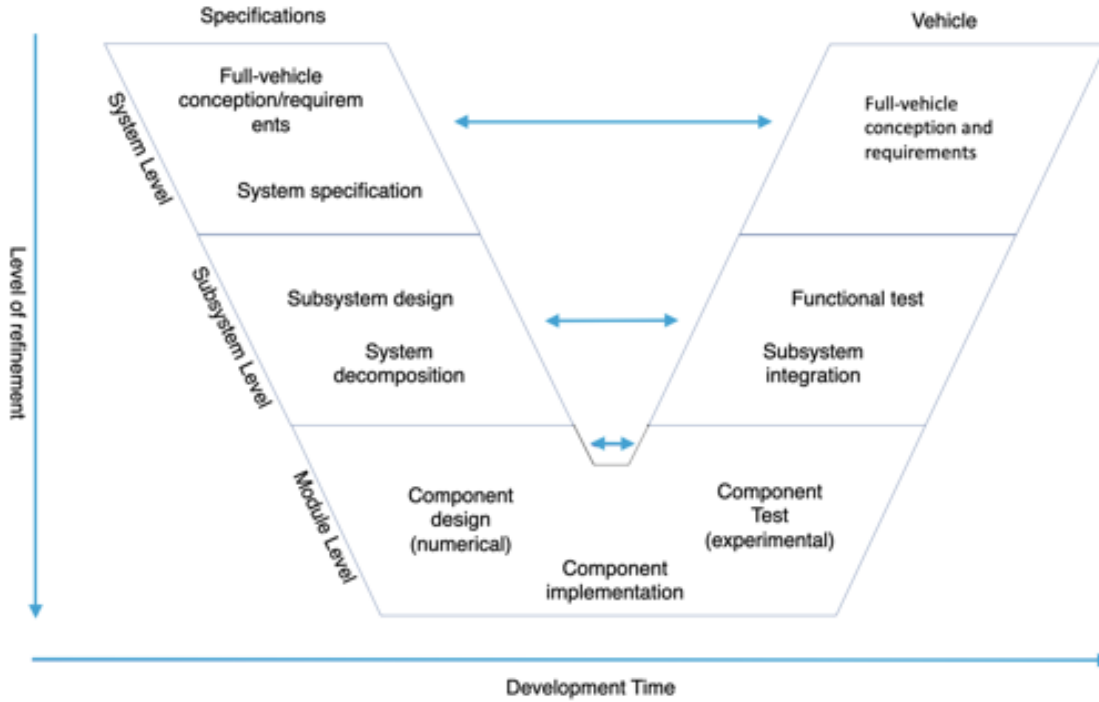 Specifications
Vehicle
Full-vehicle
conception/requirem
ents
System specification
Full-vehicle
conception and
requirements
System Level
Subsystem design
System
decomposition
Functional test
Subsystem
integration
Subsystem Level
Level of refinement
Component
design
(numerical)
Component
Test
(experimental)
Component
implementation
Module Level
Development Time